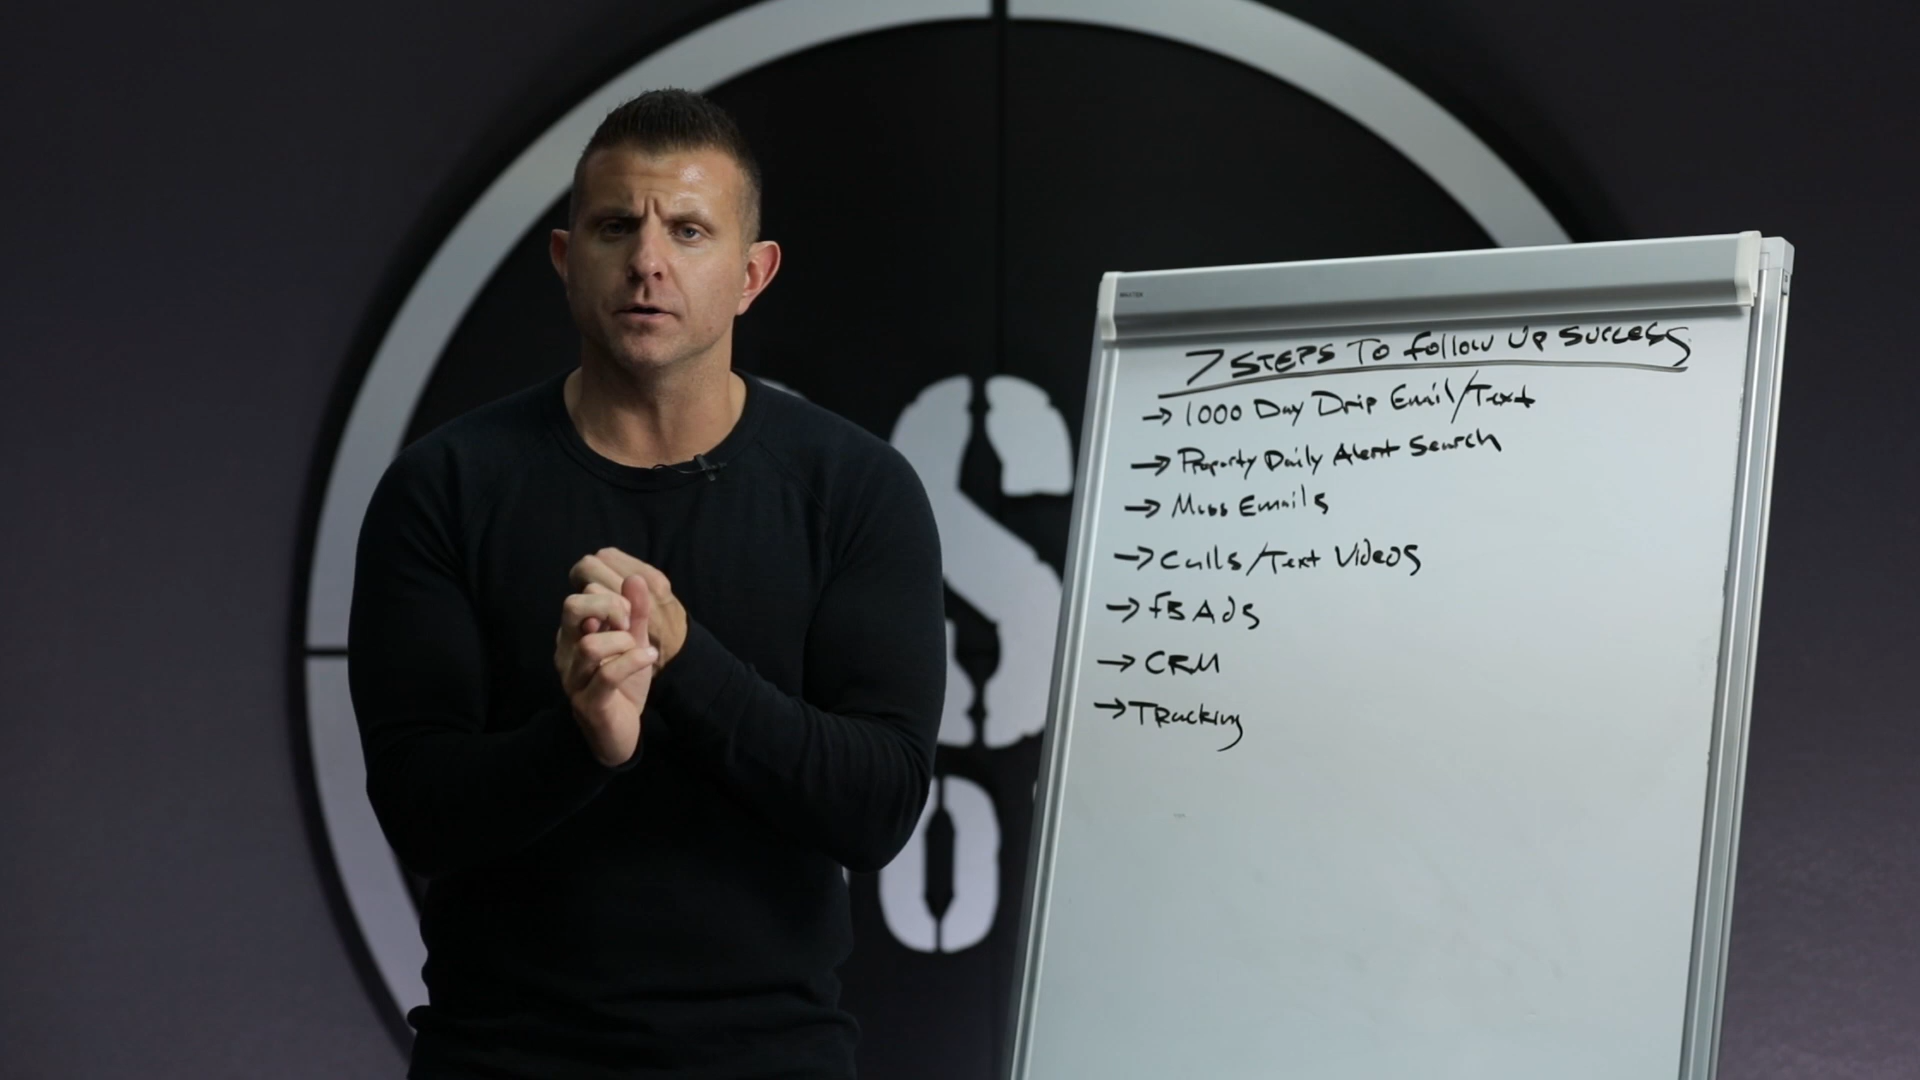 7 STEPS TO Follow UP SUCCESS
→ 1000 Day Drip Email/Text
→ Property Daily Alert Search
→ Mass Emails
→ Calls/Text Videos
→ FB Ads
→ CRM
→ Tracking